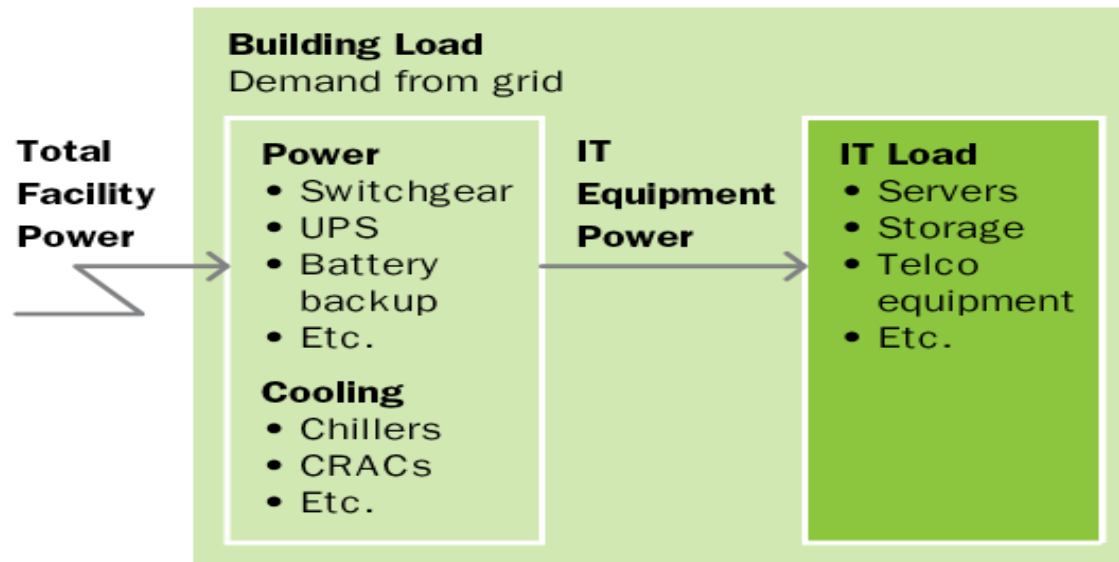 Building Load
Demand from grid
Total
Facility
Power
Power
• Switchgear
• UPS
• Battery
backup
• Etc.
Cooling
• Chillers
• CRACs
• Etc.
IT
Equipment
Power
IT Load
• Servers
• Storage
• Telco
equipment
• Etc.